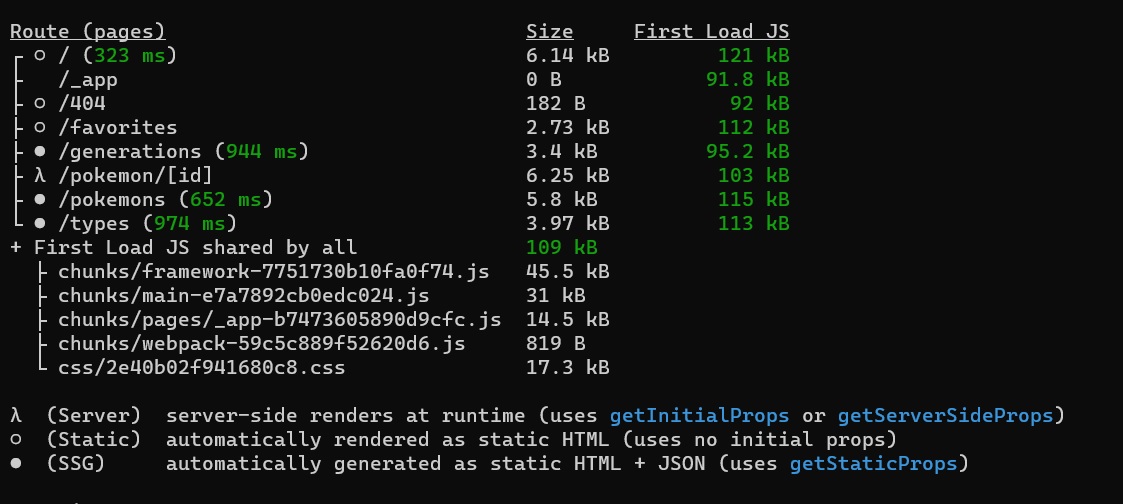 Route (pages) Size First Load JS
┌ ○ / (323 ms) 6.14 kB 121 kB
├   /_app 0 B 91.8 kB
├ ○ /404 182 B 92 kB
├ ○ /favorites 2.73 kB 112 kB
├ ● /generations (944 ms) 3.4 kB 95.2 kB
├ λ /pokemon/[id] 6.25 kB 103 kB
├ ● /pokemons (652 ms) 5.8 kB 115 kB
└ ● /types (974 ms) 3.97 kB 113 kB
+ First Load JS shared by all 109 kB
├ chunks/framework-7751730b10fa0f74.js 45.5 kB
├ chunks/main-e7a7892cb0edc024.js 31 kB
├ chunks/pages/_app-b7473605890d9cfc.js 14.5 kB
├ chunks/webpack-59c5c889f52620d6.js 819 B
└ css/2e40b02f941680c8.css 17.3 kB
λ (Server) server-side renders at runtime (uses getInitialProps or getServerSideProps)
○ (Static) automatically rendered as static HTML (uses no initial props)
● (SSG) automatically generated as static HTML + JSON (uses getStaticProps)